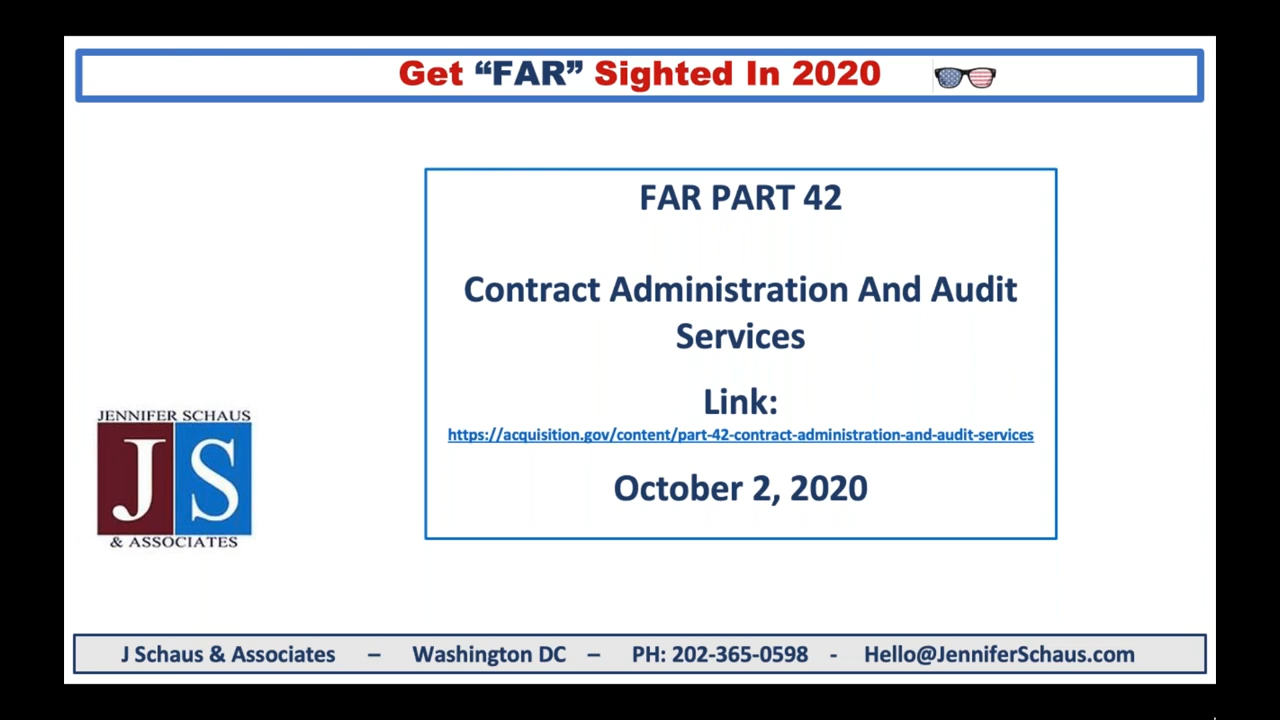 Get “FAR” Sighted In 2020
FAR PART 42
Contract Administration And Audit
Services
Link:
https://acquisition.gov/content/part-42-contract-administration-and-audit-services
October 2, 2020
JENNIFER SCHAUS
JS
& ASSOCIATES
J Schaus & Associates – Washington DC – PH: 202-365-0598 - Hello@JenniferSchaus.com